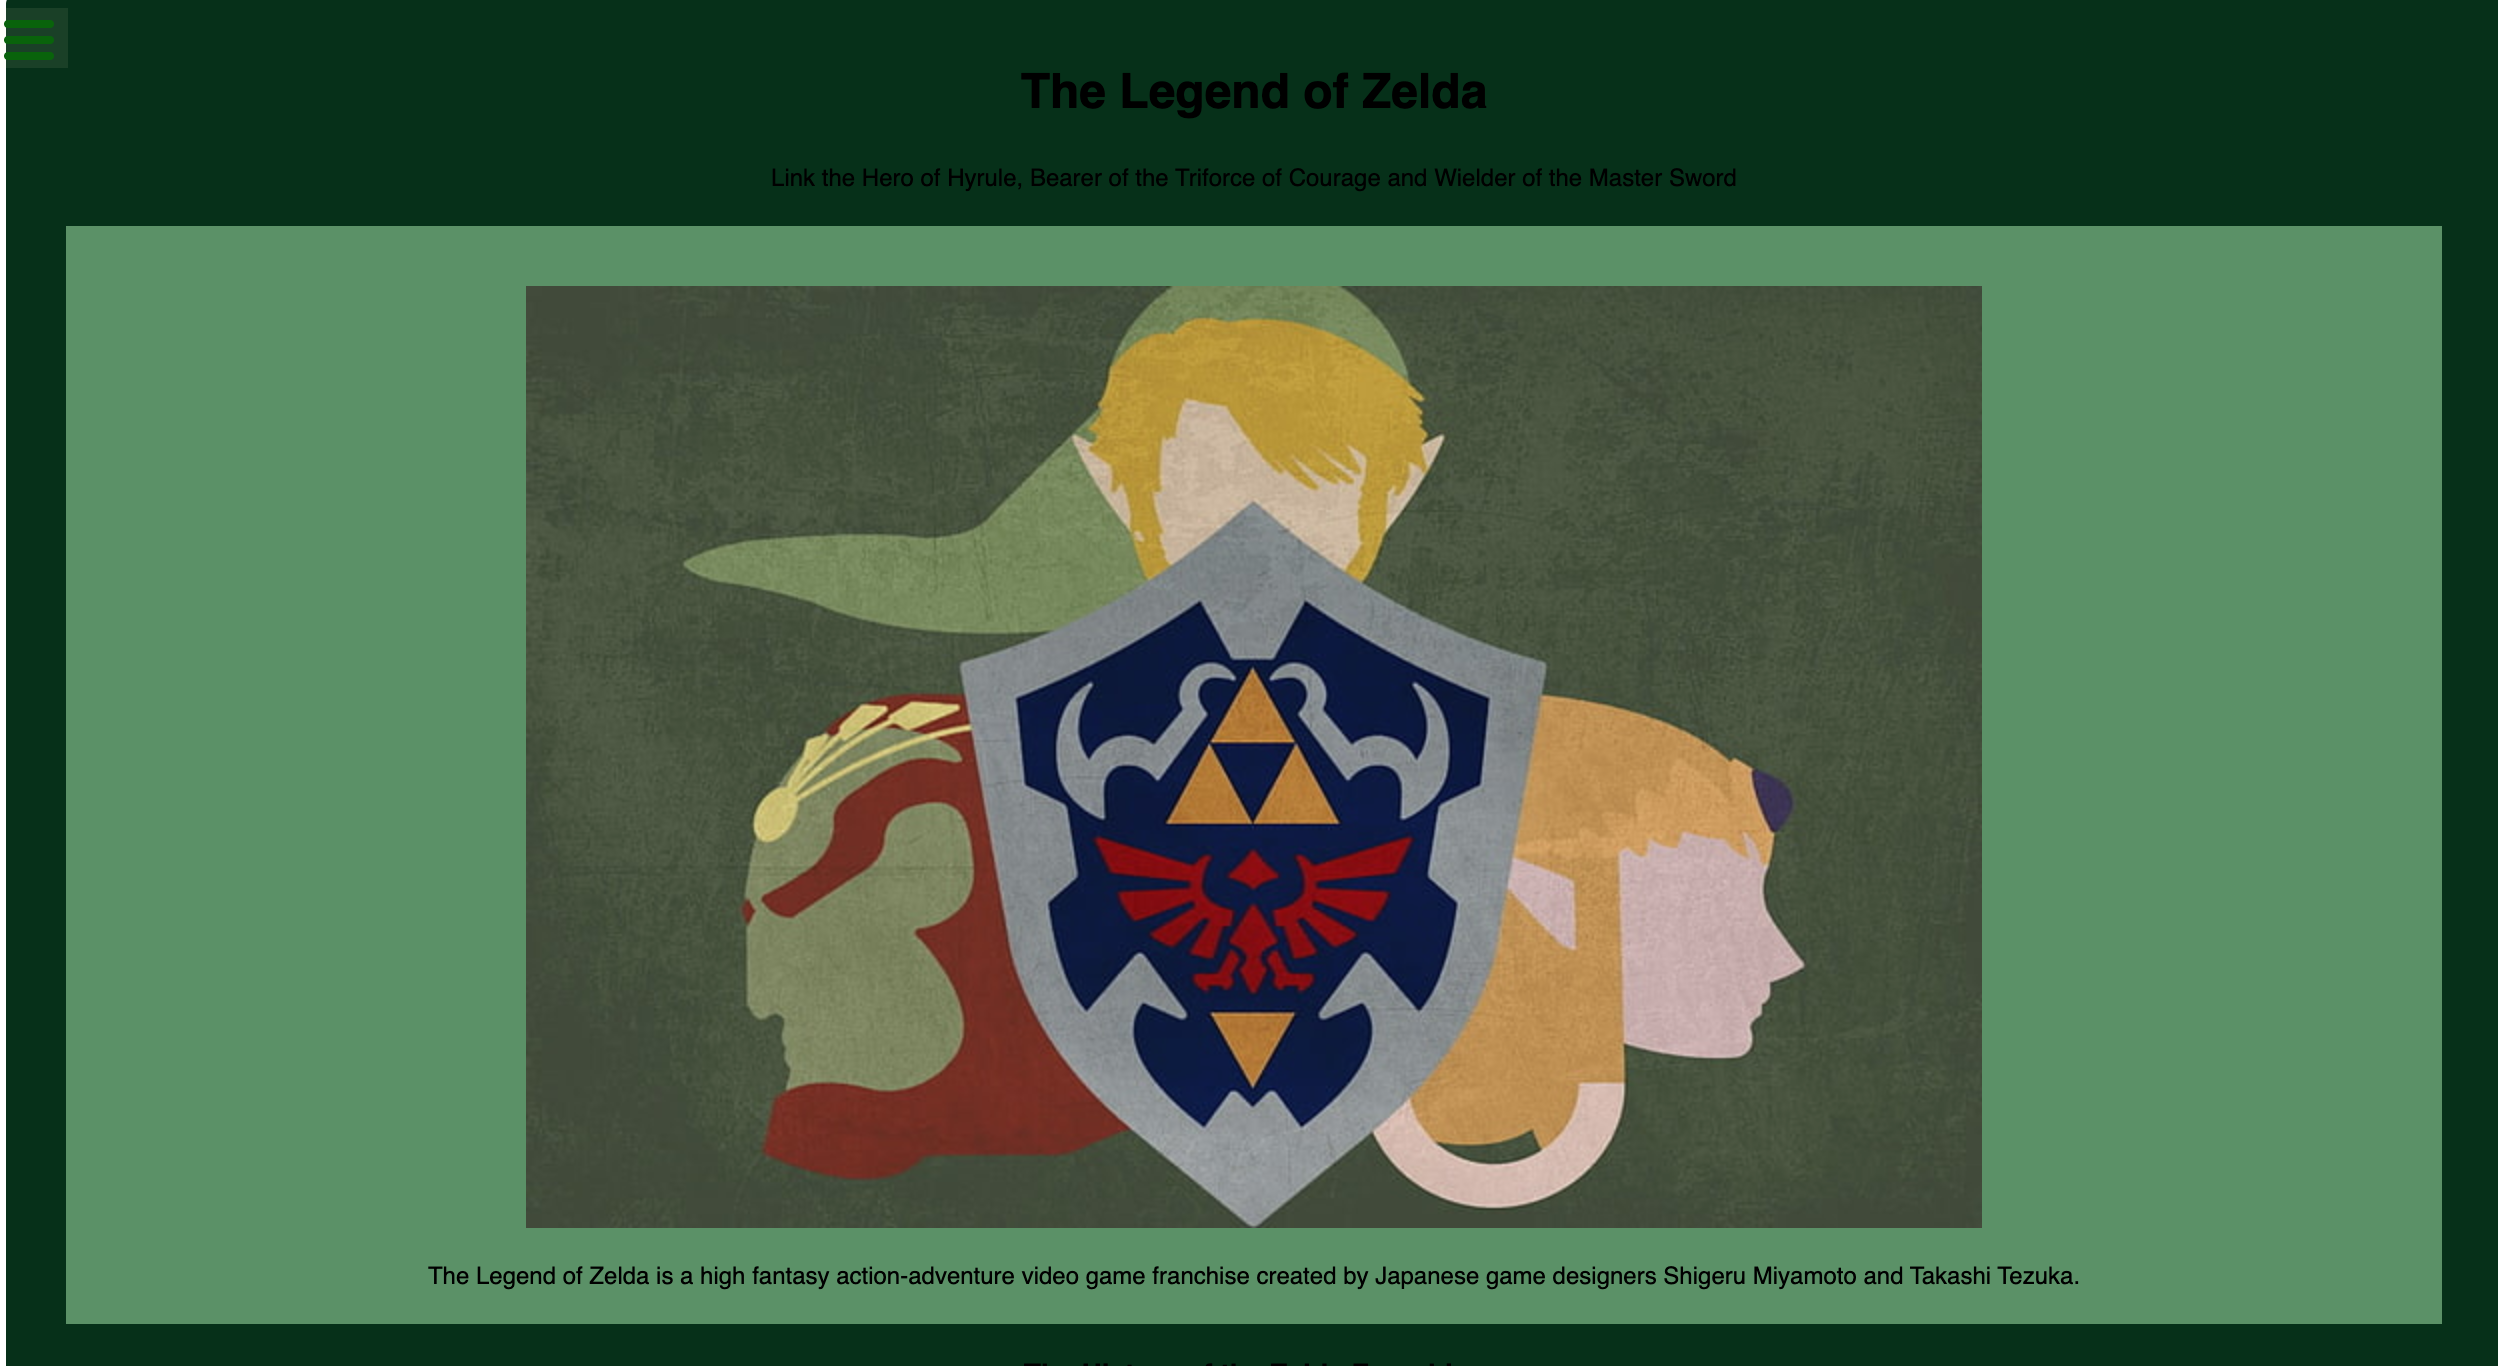 The Legend of Zelda
Link the Hero of Hyrule, Bearer of the Triforce of Courage and Wielder of the Master Sword
The Legend of Zelda is a high fantasy action-adventure video game franchise created by Japanese game designers Shigeru Miyamoto and Takashi Tezuka.